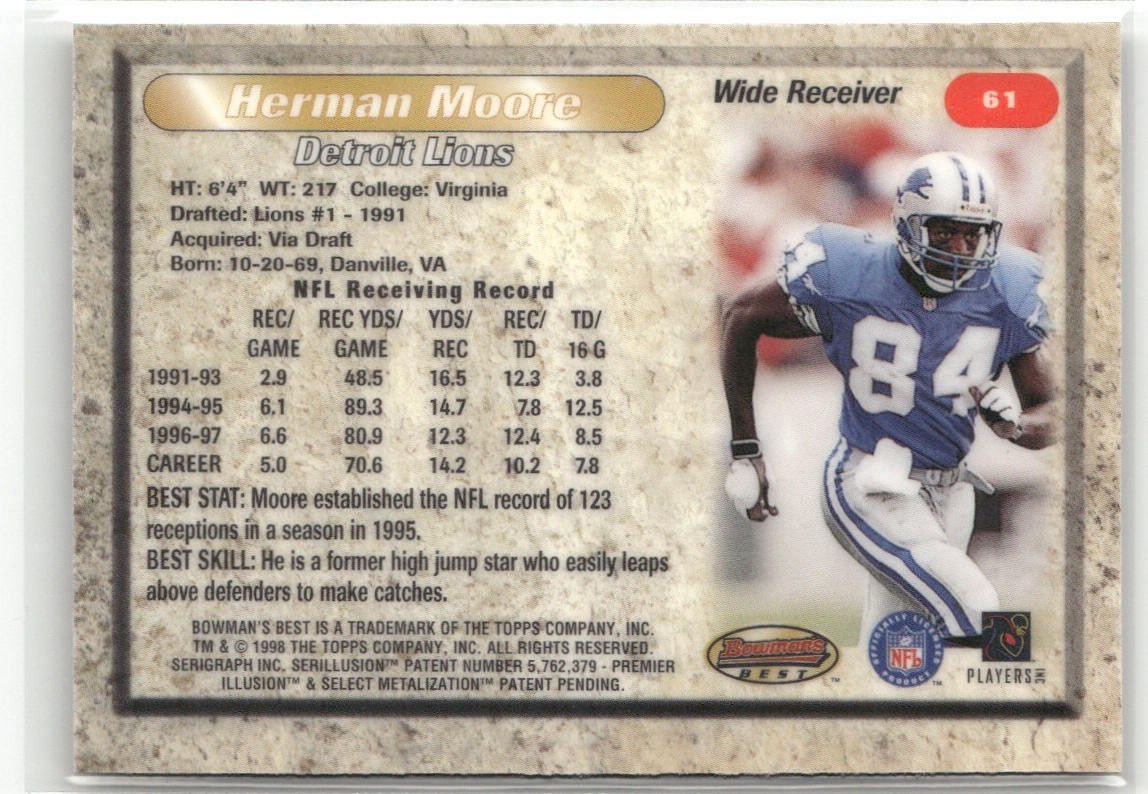 Herman Moore
Wide Receiver
61
Detroit Lions
HT: 6'4" WT: 217 College: Virginia
Drafted: Lions #1 - 1991
Acquired: Via Draft
Born: 10-20-69, Danville, VA
NFL Receiving Record
REC/ REC YDS/ YDS/ REC/ TD/
GAME GAME REC TD 16 G
1991-93 2.9 48.5 16.5 12.3 3.8
1994-95 6.1 89.3 14.7 7.8 12.5
1996-97 6.6 80.9 12.3 12.4 8.5
CAREER 5.0 70.6 14.2 10.2 7.8
BEST STAT: Moore established the NFL record of 123
receptions in a season in 1995.
BEST SKILL: He is a former high jump star who easily leaps
above defenders to make catches.
BOWMAN'S BEST IS A TRADEMARK OF THE TOPPS COMPANY, INC.
TM & © 1998 THE TOPPS COMPANY, INC. ALL RIGHTS RESERVED.
SERIGRAPH INC. SERILLUSION™ PATENT NUMBER 5,762,379 - PREMIER
ILLUSION™ & SELECT METALIZATION™ PATENT PENDING.
84
84
Bowman's
BEST ™
OFFICIALLY LICENSED
NFL
PRODUCT ™
PLAYERS INC